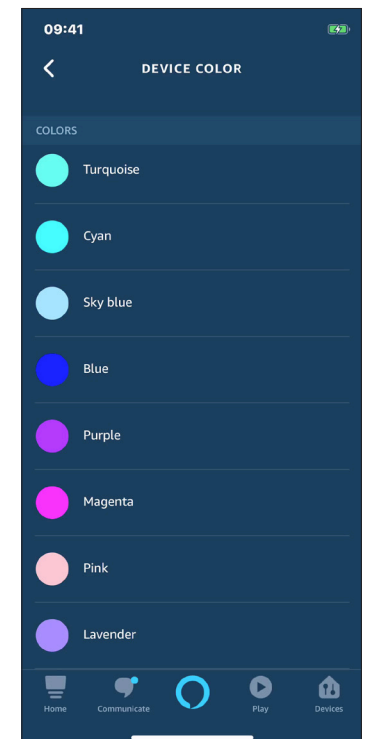 09:41
DEVICE COLOR
COLORS
Turquoise
Cyan
Sky blue
Blue
Purple
Magenta
Pink
Lavender
Home Communicate Play Devices